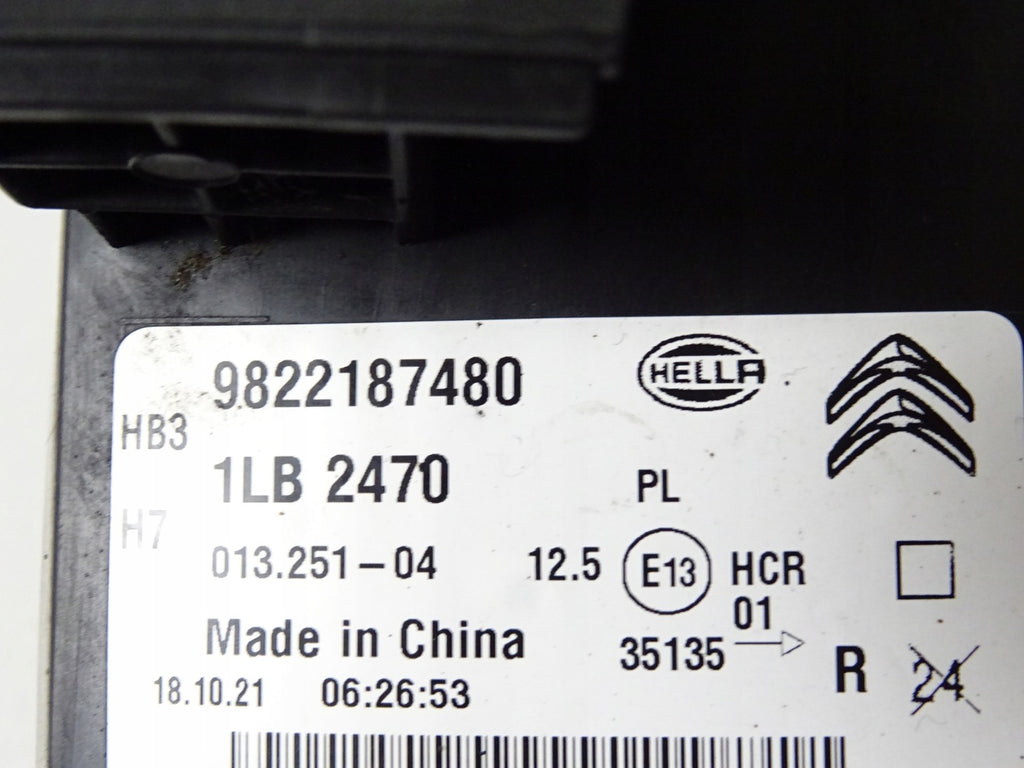 9822187480 HELLA
HB3
1LB 2470 PL
H7
013.251-04 12.5 E13 HCR
01
Made in China 35135 R 24
18.10.21 06:26:53